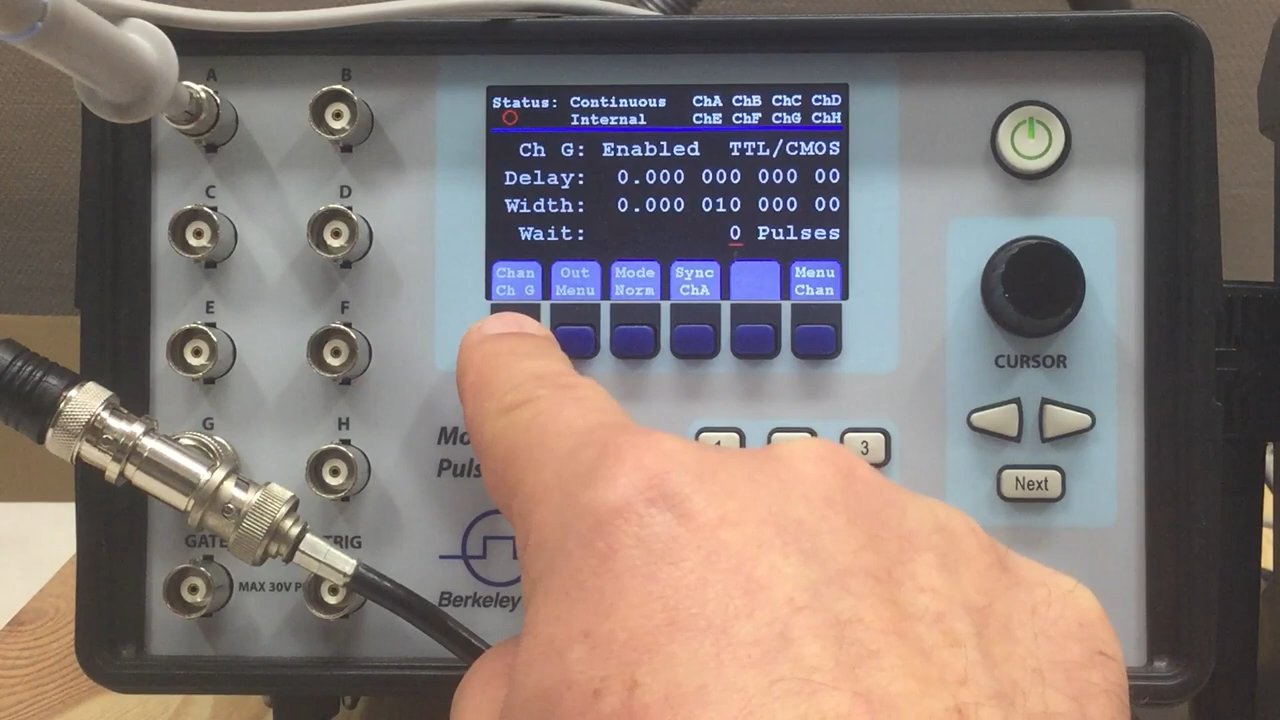 A B
C D
E F
G H
GATE TRIG
MAX 30V
Status: Continuous ChA ChB ChC ChD
Internal ChE ChF ChG ChH
Ch G: Enabled TTL/CMOS
Delay: 0.000 000 000 00
Width: 0.000 010 000 00
Wait: 0 Pulses
Chan Out Mode Sync Menu
Ch G Menu Norm ChA Chan
CURSOR
1 3
Next
Berkeley